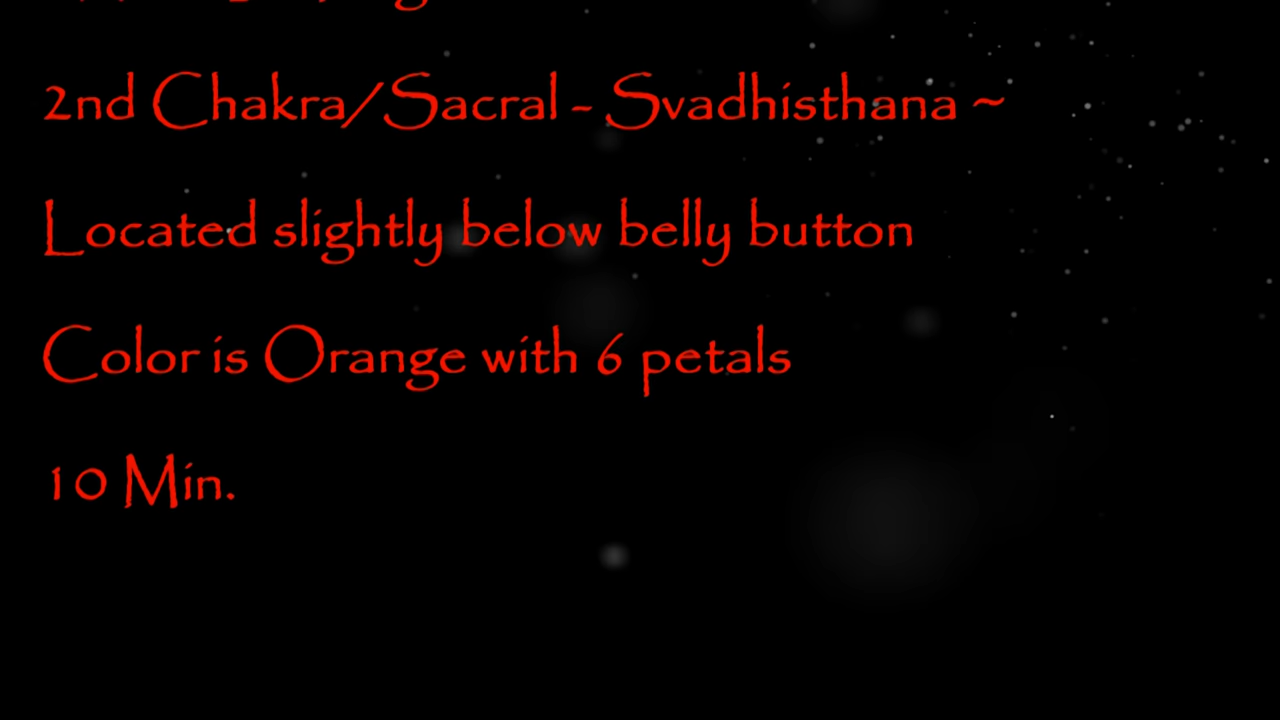 2nd Chakra/Sacral - Svadhisthana ~
Located slightly below belly button
Color is Orange with 6 petals
10 Min.